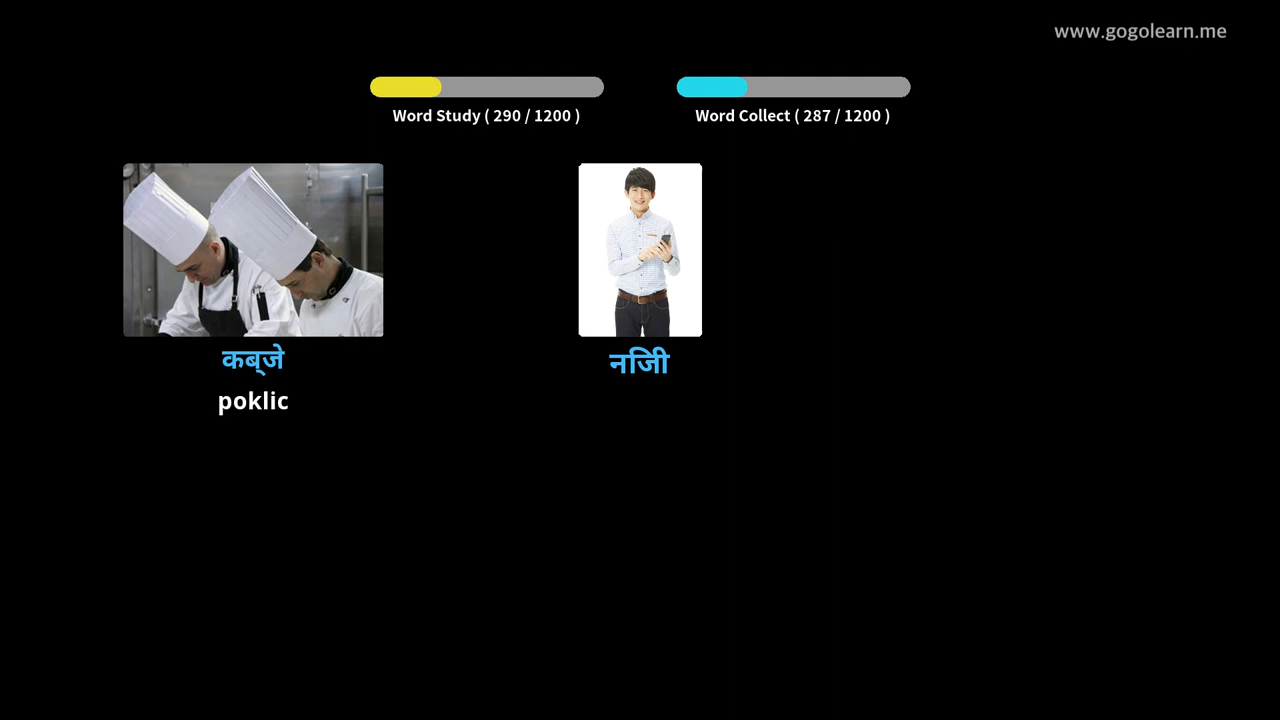 www.gogolearn.me
Word Study ( 290 / 1200 )
Word Collect ( 287 / 1200 )
कब्जे
poklic
नजिी